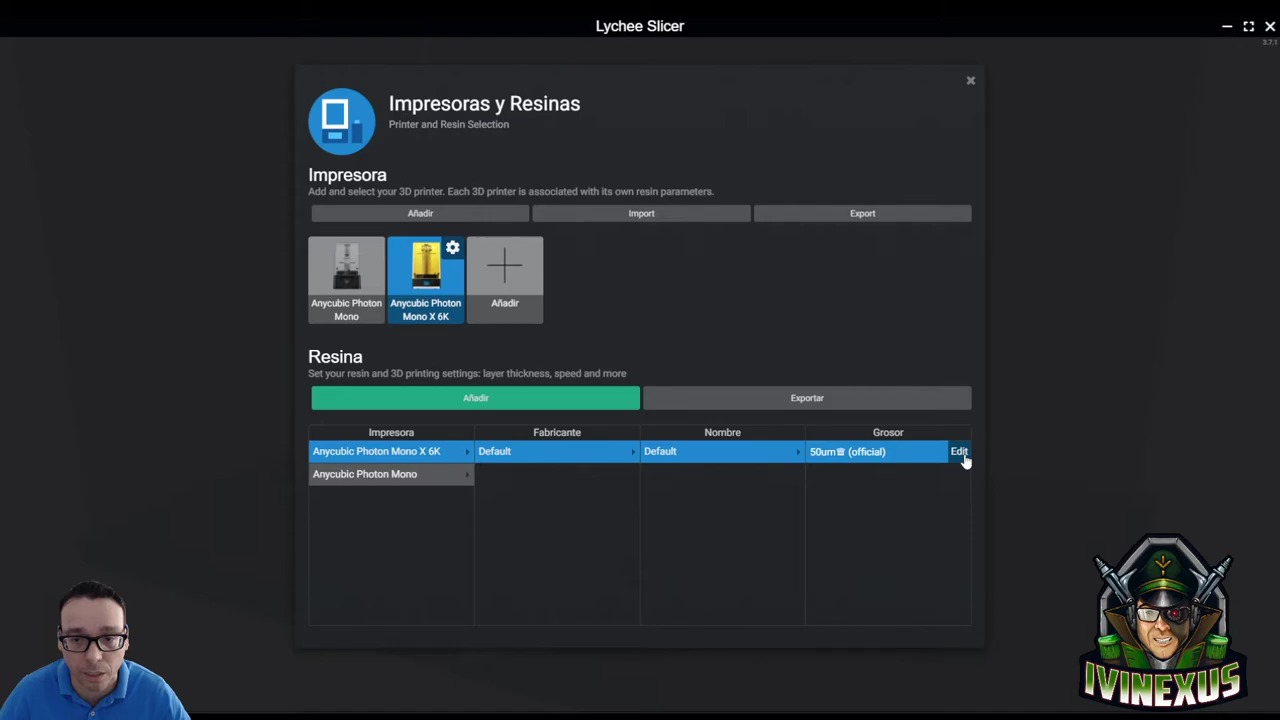 Lychee Slicer
3.7.1
Impresoras y Resinas
Printer and Resin Selection
Impresora
Add and select your 3D printer. Each 3D printer is associated with its own resin parameters.
Añadir Import Export
Anycubic Photon Mono
Anycubic Photon Mono X 6K
Añadir
Resina
Set your resin and 3D printing settings: layer thickness, speed and more
Añadir Exportar
Impresora Fabricante Nombre Grosor
Anycubic Photon Mono X 6K Default Default 50um (official) Edit
Anycubic Photon Mono
IVINEXUS